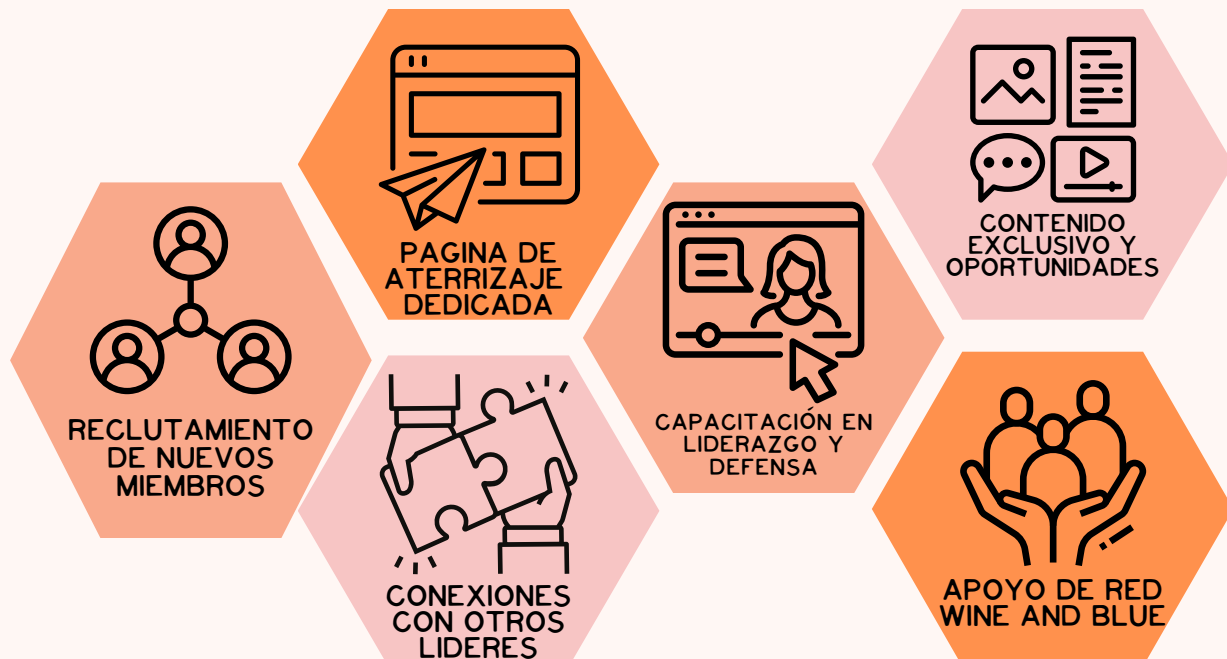 RECLUTAMIENTO
DE NUEVOS
MIEMBROS
PAGINA DE
ATERRIZAJE
DEDICADA
CONEXIONES
CON OTROS
LIDERES
CAPACITACIÓN EN
LIDERAZGO Y
DEFENSA
CONTENIDO
EXCLUSIVO Y
OPORTUNIDADES
APOYO DE RED
WINE AND BLUE